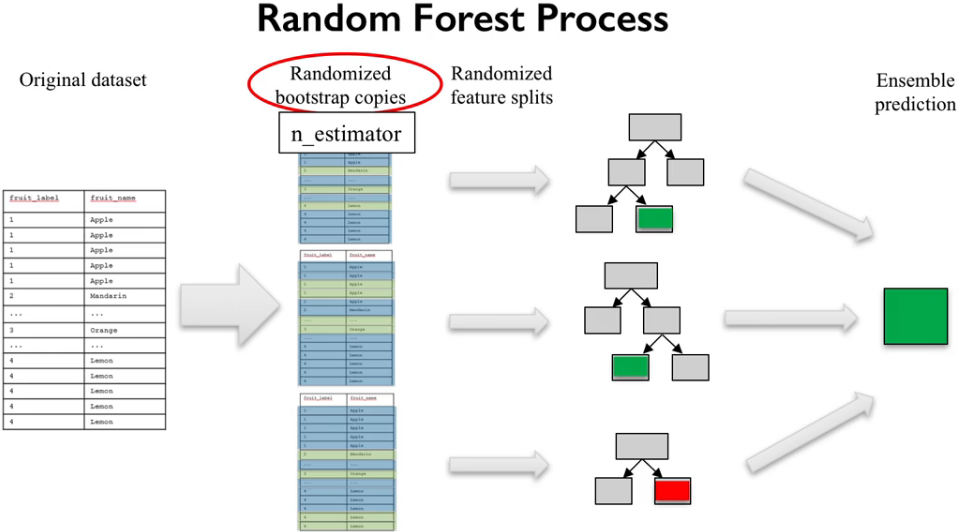 Random Forest Process
Original dataset
Randomized
bootstrap copies
Randomized
feature splits
Ensemble
prediction
n_estimator
fruit_label fruit_name
1 Apple
1 Apple
1 Apple
1 Apple
1 Apple
2 Mandarin
... ...
3 Orange
... ...
4 Lemon
4 Lemon
4 Lemon
4 Lemon
4 Lemon
1 Apple
2 Mandarin
... ...
3 Orange
... ...
4 Lemon
4 Lemon
4 Lemon
4 Lemon
4 Lemon
fruit_label fruit_name
1 Apple
1 Apple
1 Apple
1 Apple
1 Apple
2 Mandarin
... ...
3 Orange
... ...
4 Lemon
4 Lemon
4 Lemon
4 Lemon
4 Lemon
fruit_label fruit_name
1 Apple
1 Apple
1 Apple
1 Apple
1 Apple
2 Mandarin
... ...
3 Orange
... ...
4 Lemon
4 Lemon
4 Lemon
4 Lemon
4 Lemon